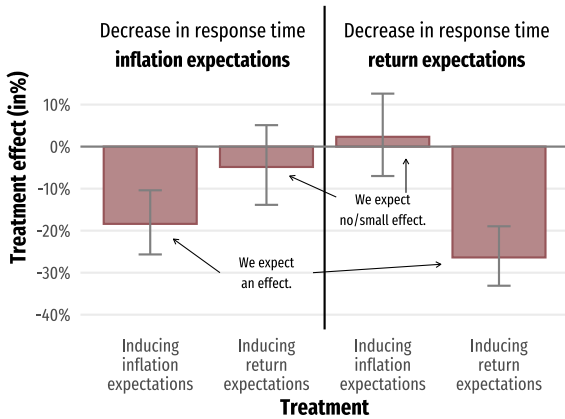 Decrease in response time
inflation expectations
Decrease in response time
return expectations
Treatment effect (in%)
10%
0%
-10%
-20%
-30%
-40%
We expect
no/small effect.
We expect
an effect.
Inducing
inflation
expectations
Inducing
return
expectations
Inducing
inflation
expectations
Inducing
return
expectations
Treatment